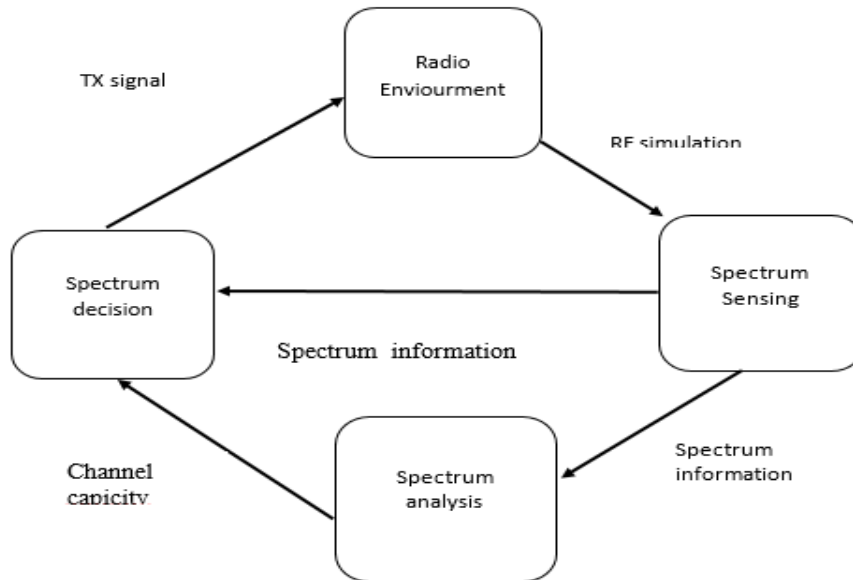 Radio
Enviourment
TX signal
RF simulation
Spectrum
Sensing
Spectrum
decision
Spectrum information
Spectrum
information
Channel
capicity
Spectrum
analysis